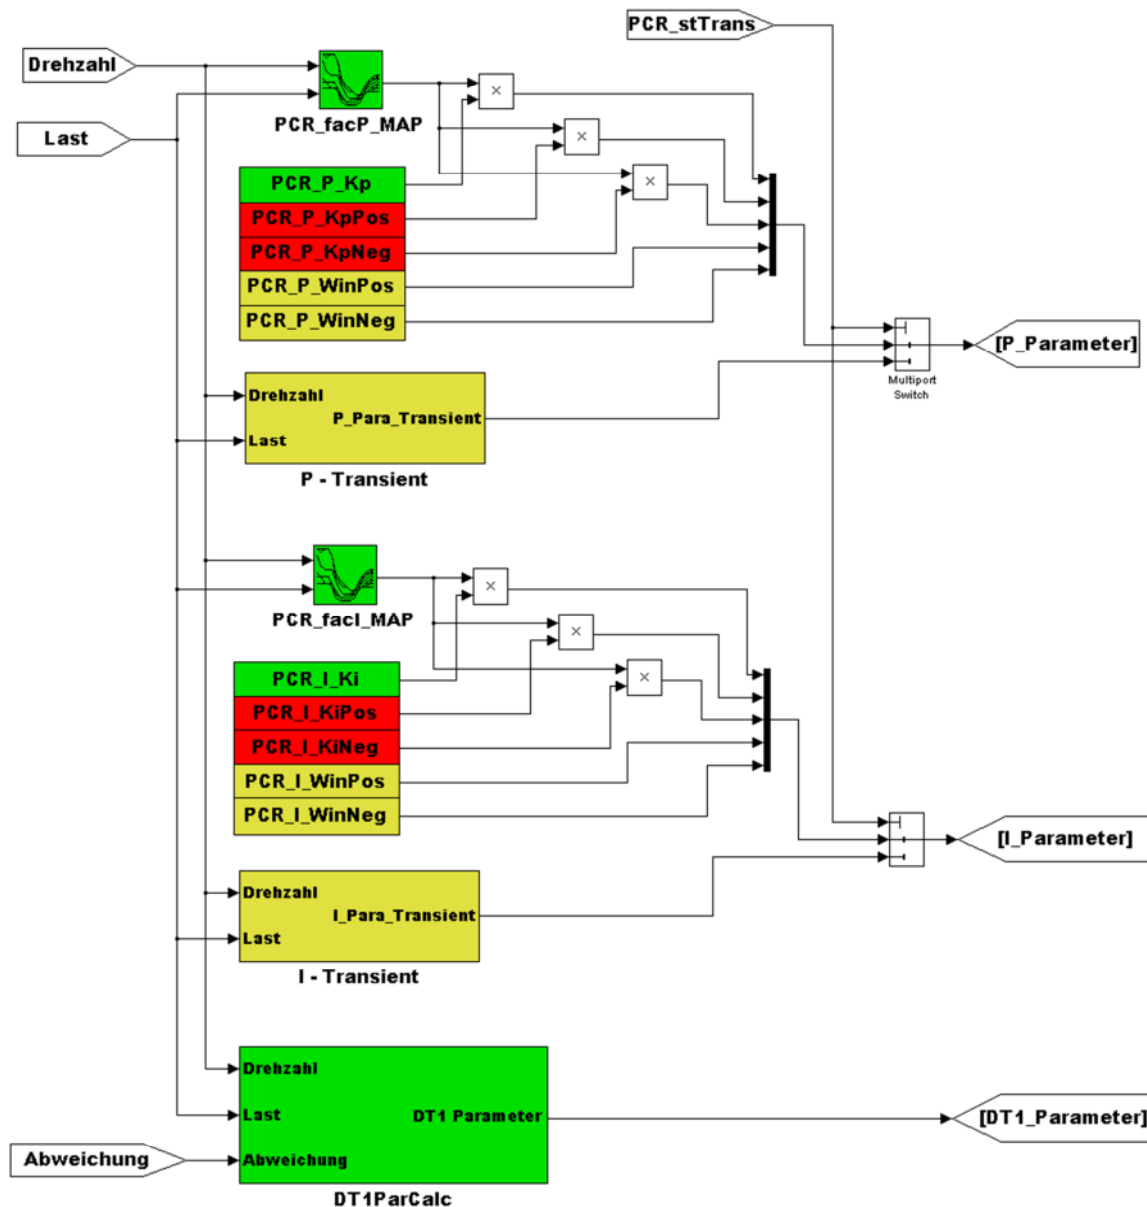 PCR_stTrans
Drehzahl
PCR_facP_MAP
Last
×
×
×
PCR_P_Kp
PCR_P_KpPos
PCR_P_KpNeg
PCR_P_WinPos
PCR_P_WinNeg
[P_Parameter]
Multiport
Switch
Drehzahl
P_Para_Transient
Last
P - Transient
PCR_facI_MAP
×
×
×
PCR_I_Ki
PCR_I_KiPos
PCR_I_KiNeg
PCR_I_WinPos
PCR_I_WinNeg
[I_Parameter]
Drehzahl
I_Para_Transient
Last
I - Transient
Drehzahl
Last
DT1 Parameter
[DT1_Parameter]
Abweichung
Abweichung
DT1ParCalc